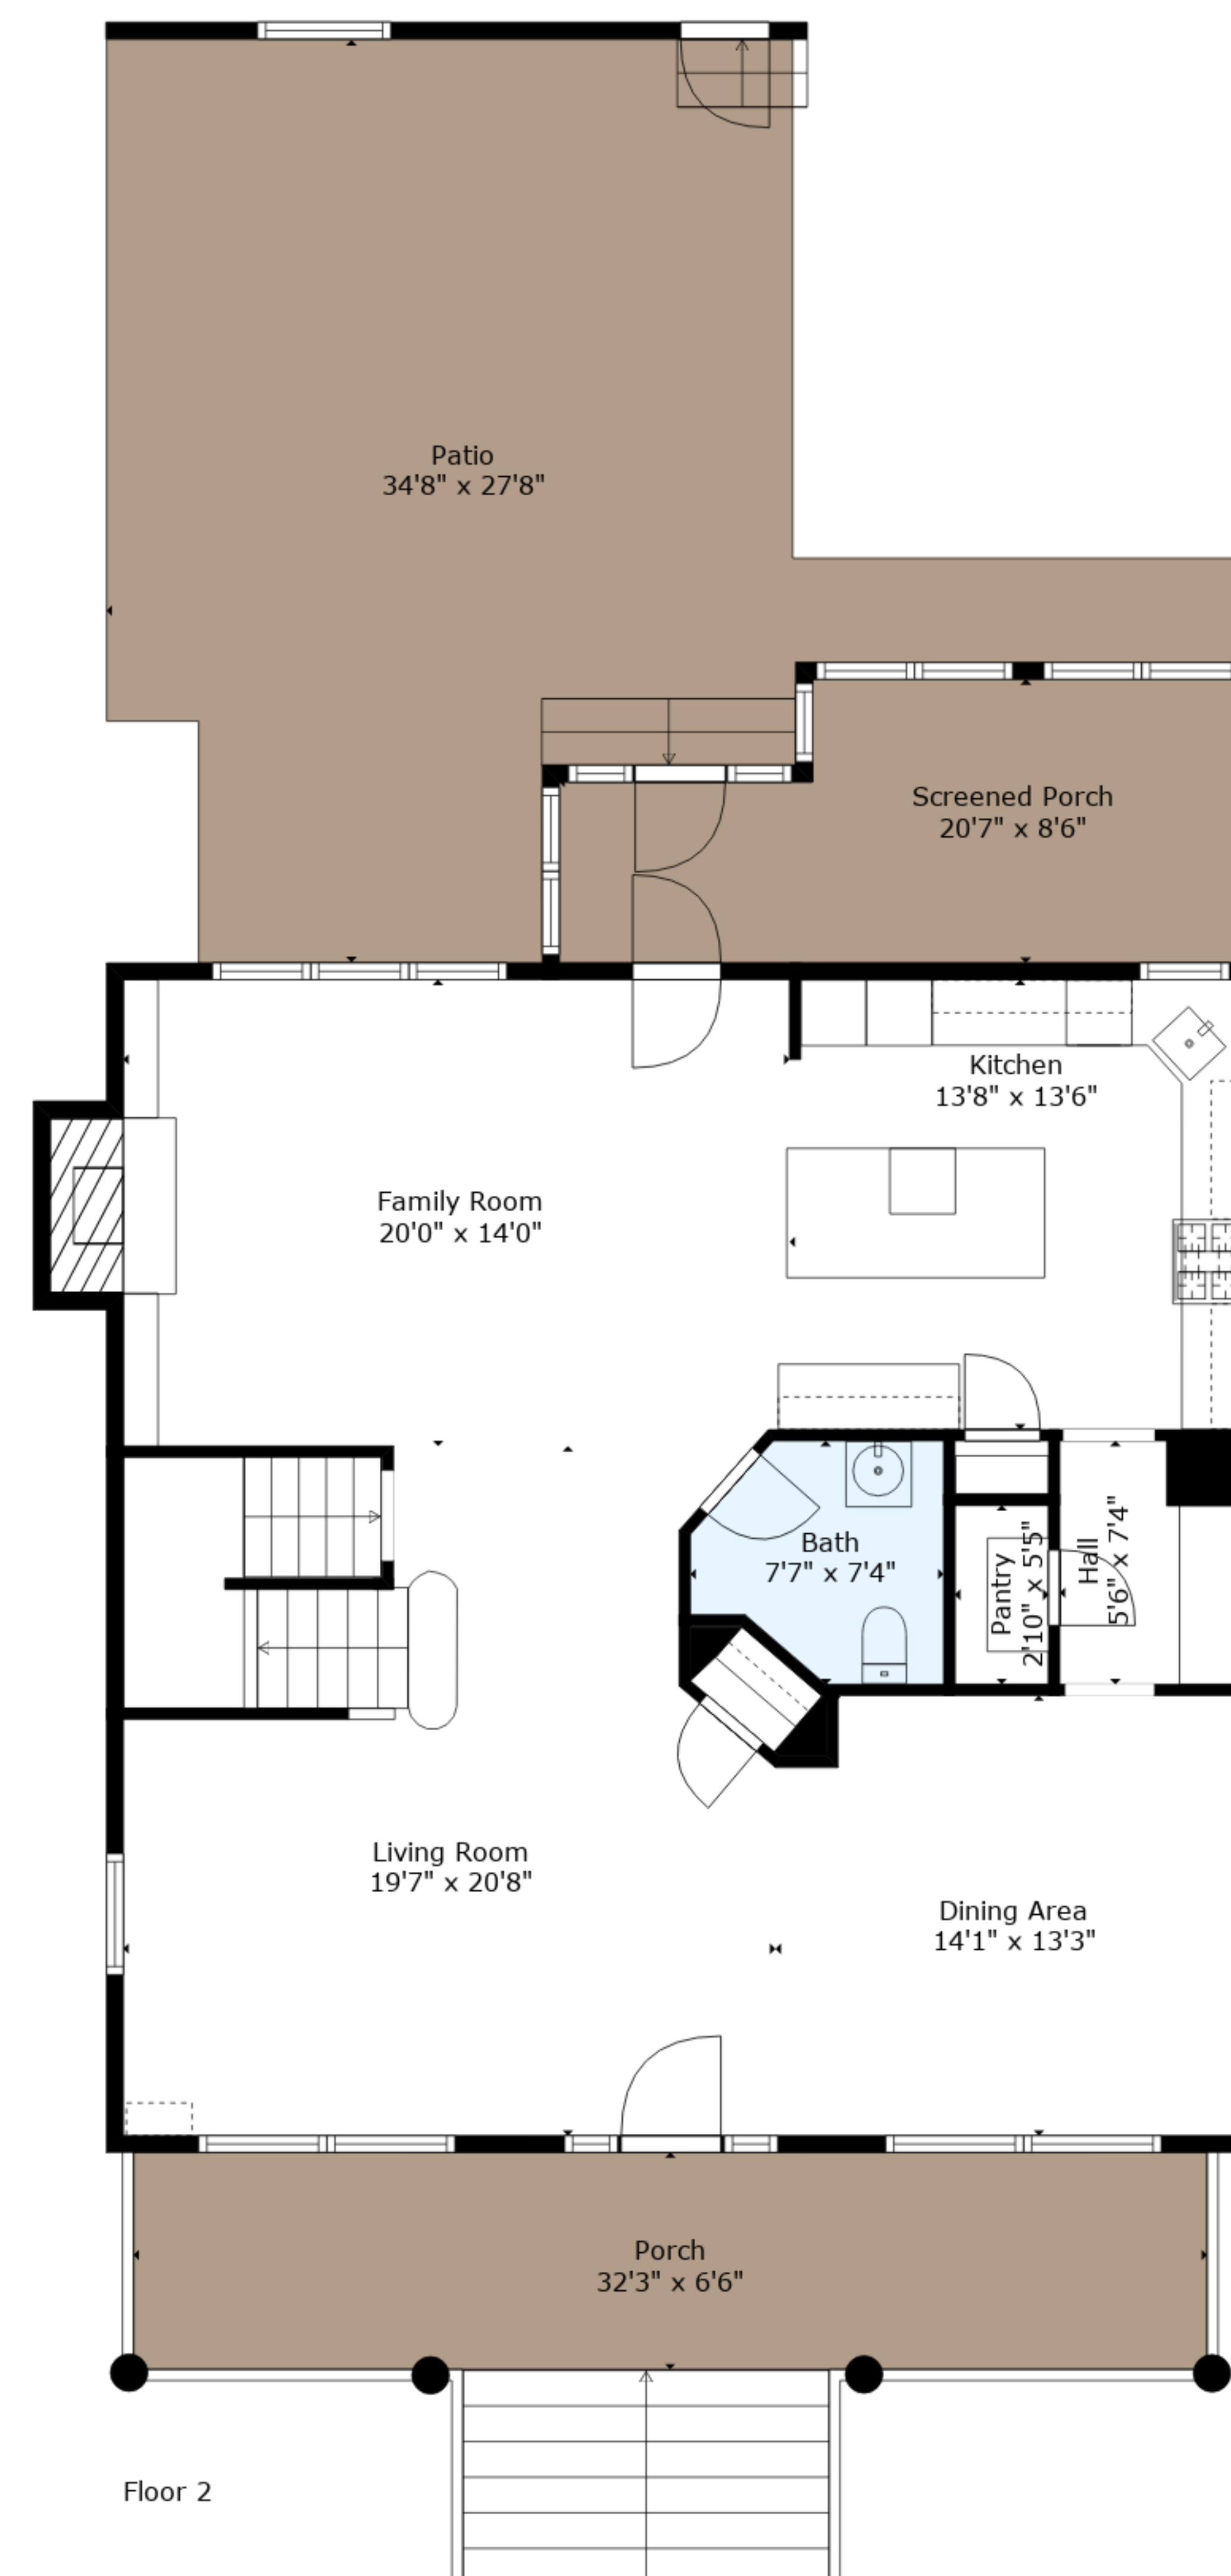 Patio
34'8" x 27'8"
Screened Porch
20'7" x 8'6"
Kitchen
13'8" x 13'6"
Family Room
20'0" x 14'0"
Bath
7'7" x 7'4"
Pantry
2'10" x 5'5"
Hall
5'6" x 7'4"
Living Room
19'7" x 20'8"
Dining Area
14'1" x 13'3"
Porch
32'3" x 6'6"
Floor 2